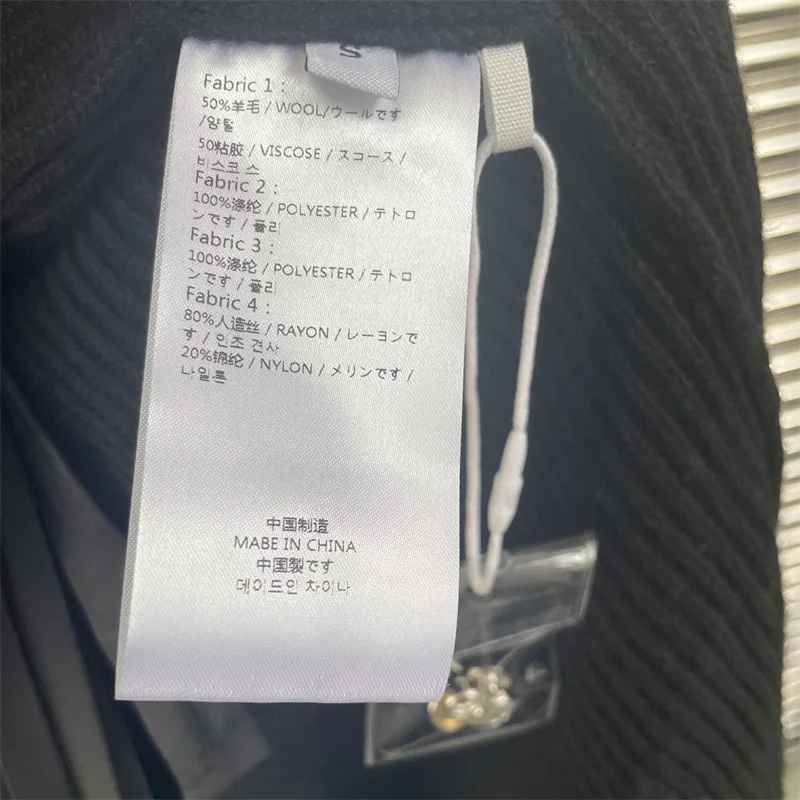 S
Fabric 1 :
50%羊毛 / WOOL/ウールです
/양털
50粘胶 / VISCOSE / スコース /
비스코 스
Fabric 2 :
100%涤纶 / POLYESTER / テトロ
ンです / 폴리
Fabric 3 :
100%涤纶 / POLYESTER / テトロ
ンです / 폴리
Fabric 4 :
80%人造丝 / RAYON / レーヨンで
す / 인조 견사
20%锦纶 / NYLON / メリンです /
나일론
中国制造
MABE IN CHINA
中国製です
데이드인 차이나